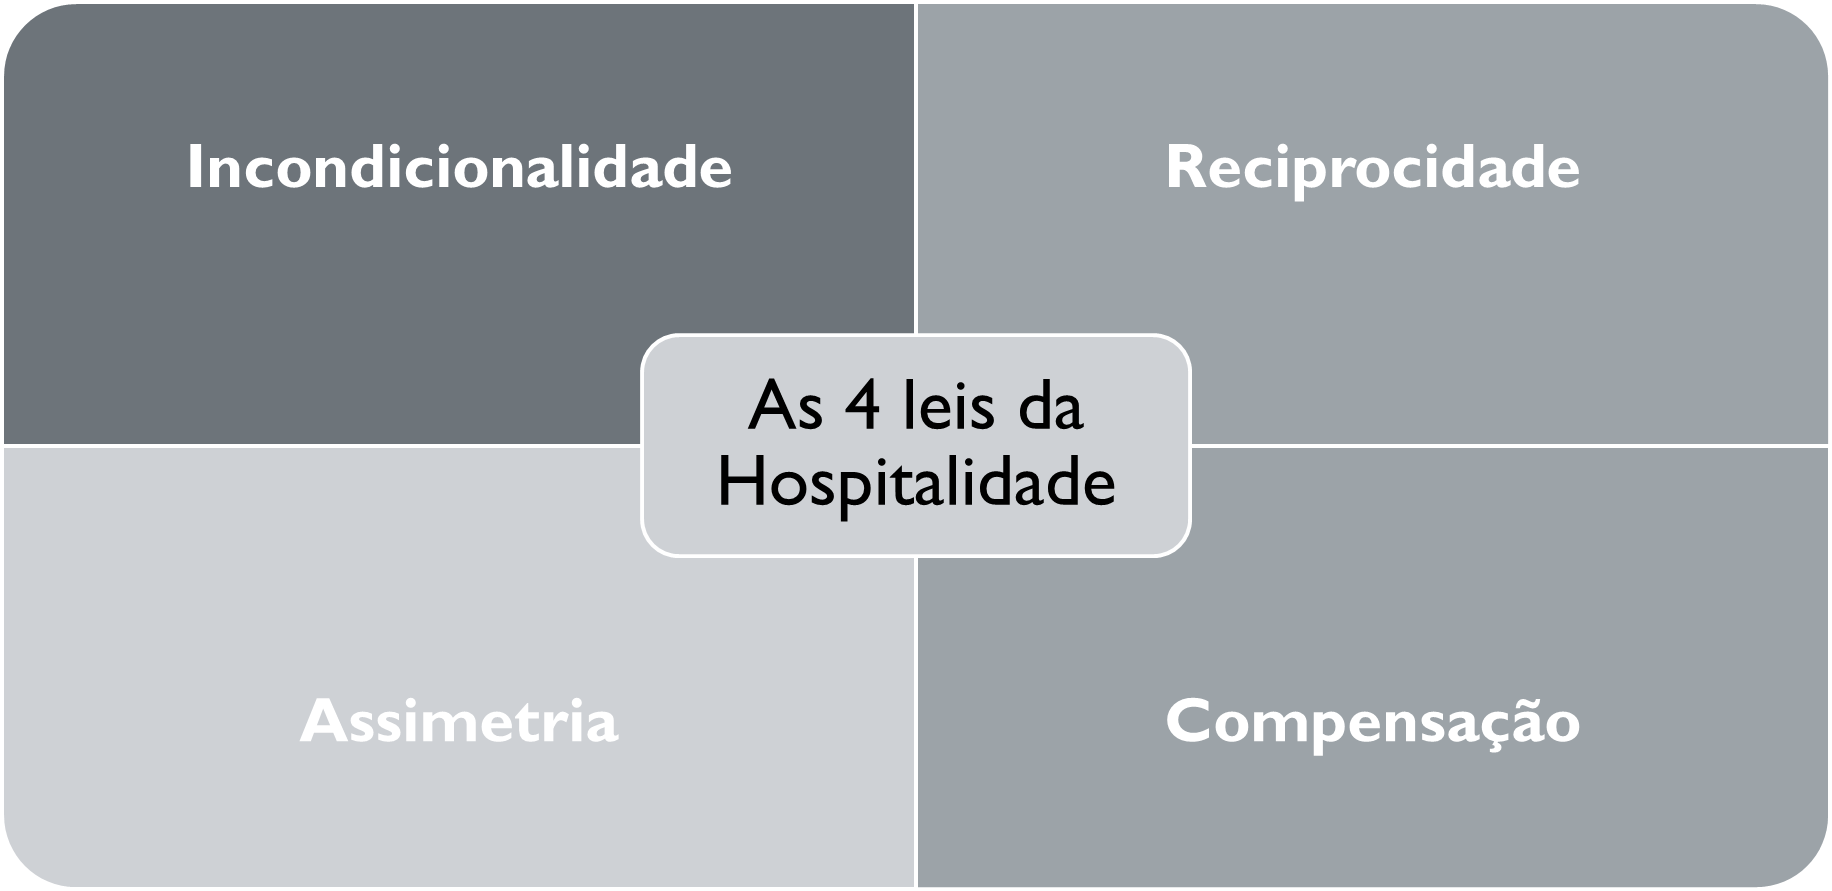 Incondicionalidade
Reciprocidade
As 4 leis da
Hospitalidade
Assimetria
Compensação